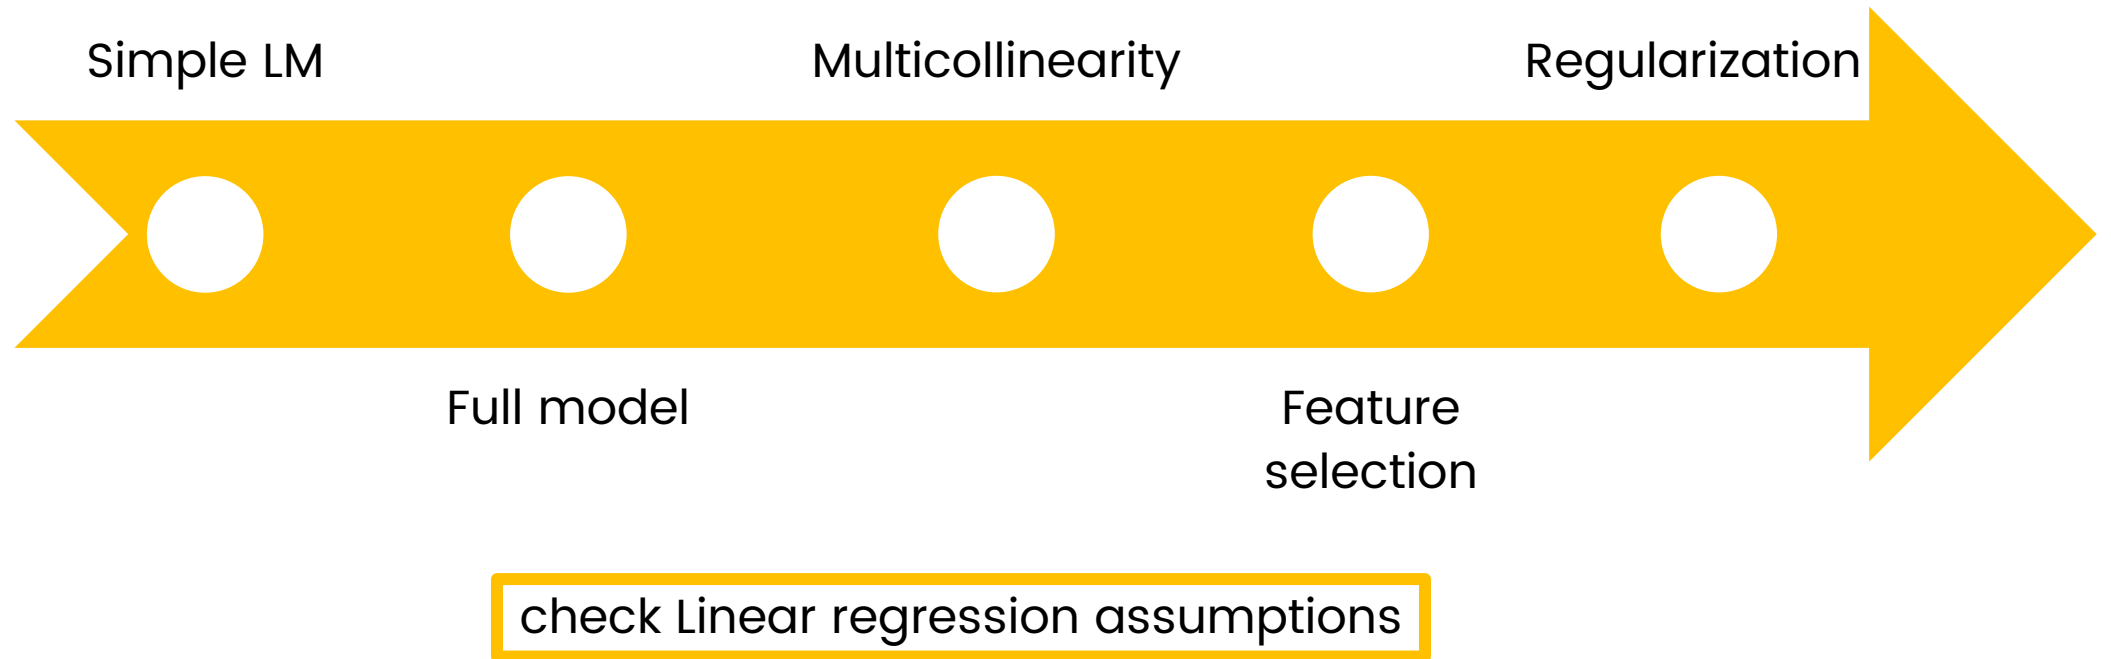 Simple LM
Multicollinearity
Regularization
Full model
Feature
selection
check Linear regression assumptions